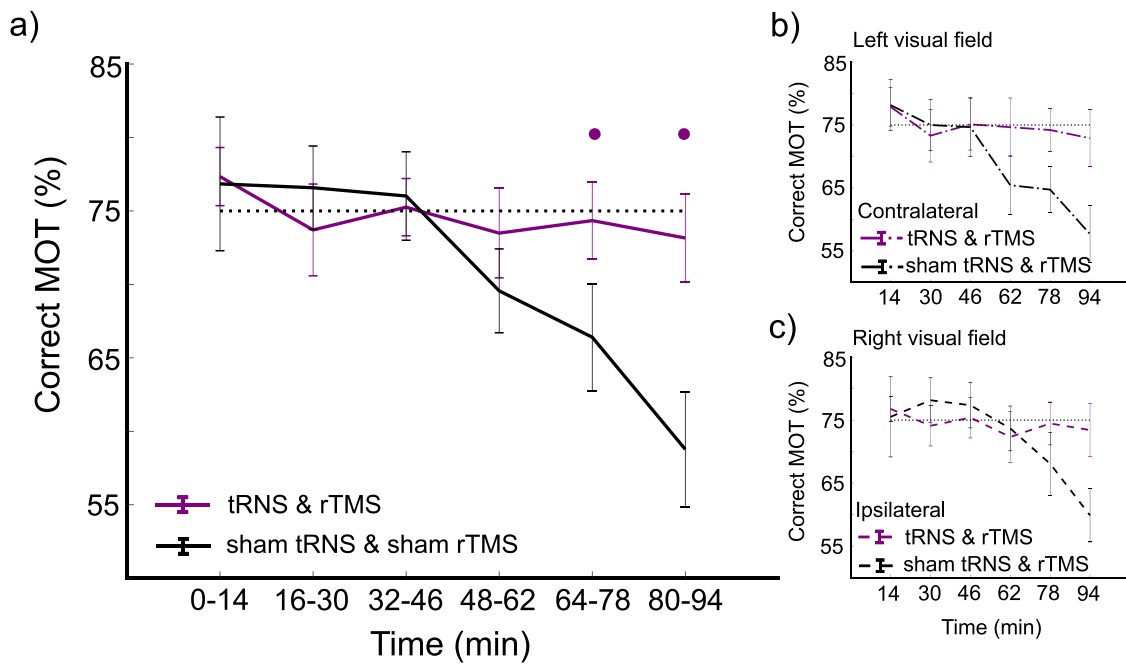 a)
85
75
65
55
Correct MOT (%)
tRNS & rTMS
sham tRNS & sham rTMS
0-14 16-30 32-46 48-62 64-78 80-94
Time (min)
b)
Left visual field
85
75
65
55
Correct MOT (%)
Contralateral
tRNS & rTMS
sham tRNS & rTMS
14 30 46 62 78 94
c)
Right visual field
85
75
65
55
Correct MOT (%)
Ipsilateral
tRNS & rTMS
sham tRNS & rTMS
14 30 46 62 78 94
Time (min)